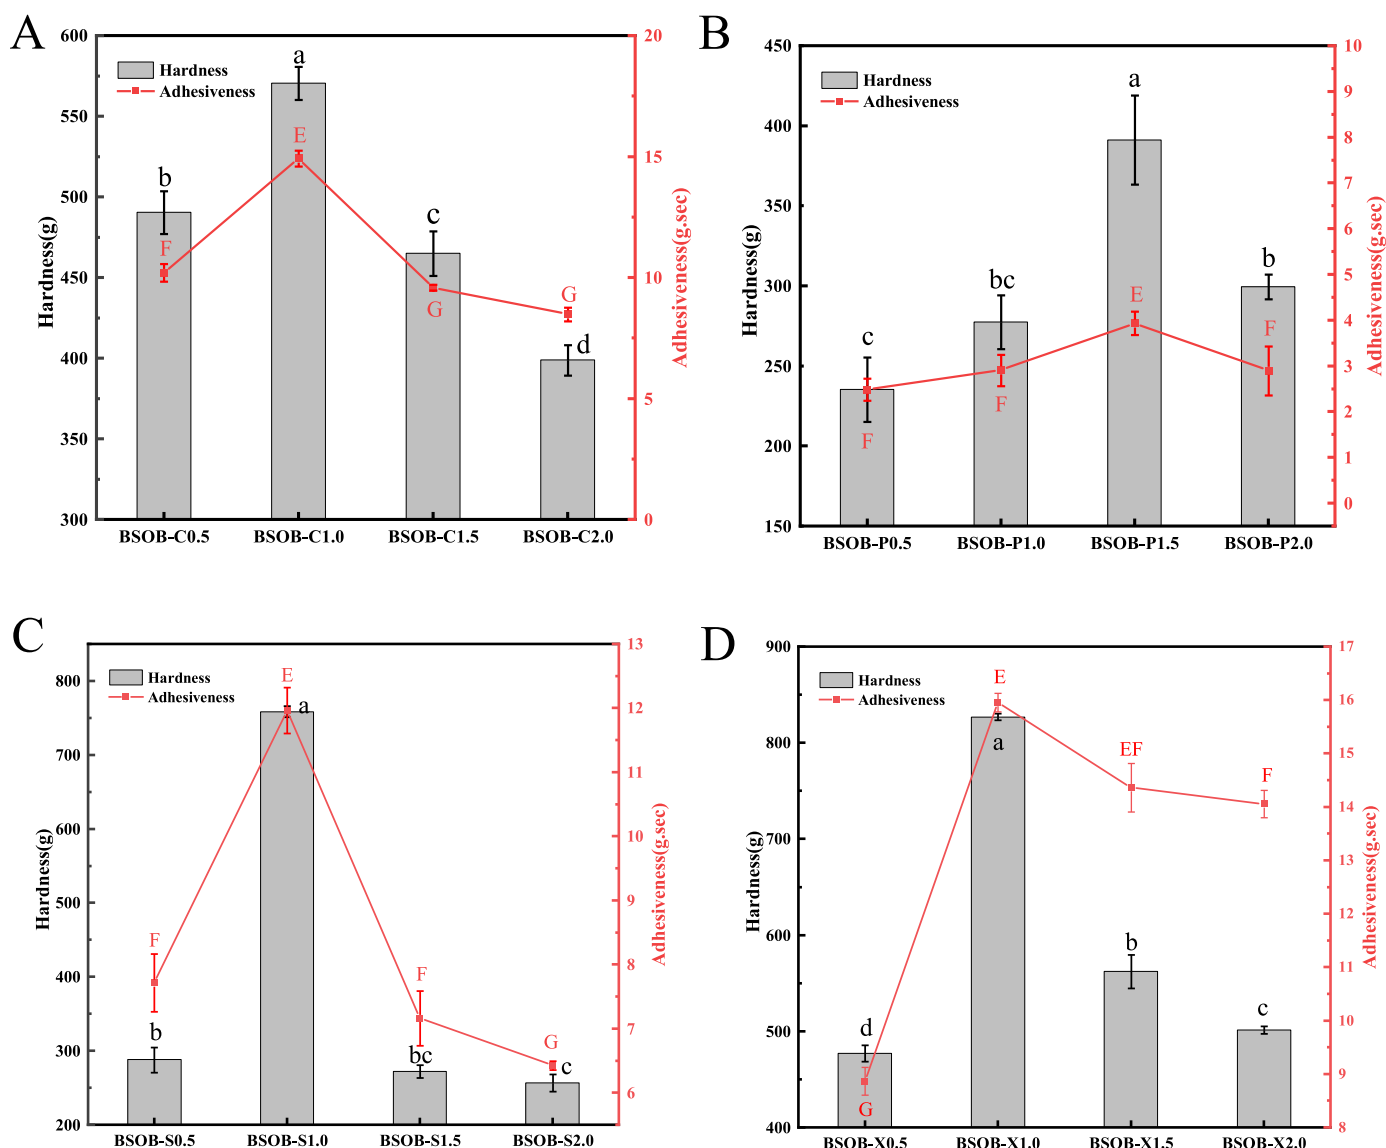 A
Hardness
Adhesiveness
600
550
500
450
400
350
300
Hardness(g)
20
15
10
5
0
Adhesiveness(g.sec)
b
a
c
d
F
E
G
G
BSOB-C0.5 BSOB-C1.0 BSOB-C1.5 BSOB-C2.0
B
Hardness
Adhesiveness
450
400
350
300
250
200
150
Hardness(g)
10
9
8
7
6
5
4
3
2
1
0
Adhesiveness(g.sec)
c
bc
a
b
F
F
E
F
BSOB-P0.5 BSOB-P1.0 BSOB-P1.5 BSOB-P2.0
C
Hardness
Adhesiveness
800
700
600
500
400
300
200
Hardness(g)
13
12
11
10
9
8
7
6
Adhesiveness(g.sec)
b
a
bc
c
F
E
F
G
BSOB-S0.5 BSOB-S1.0 BSOB-S1.5 BSOB-S2.0
D
Hardness
Adhesiveness
900
800
700
600
500
400
Hardness(g)
17
16
15
14
13
12
11
10
9
8
Adhesiveness(g.sec)
d
a
b
c
G
E
EF
F
BSOB-X0.5 BSOB-X1.0 BSOB-X1.5 BSOB-X2.0